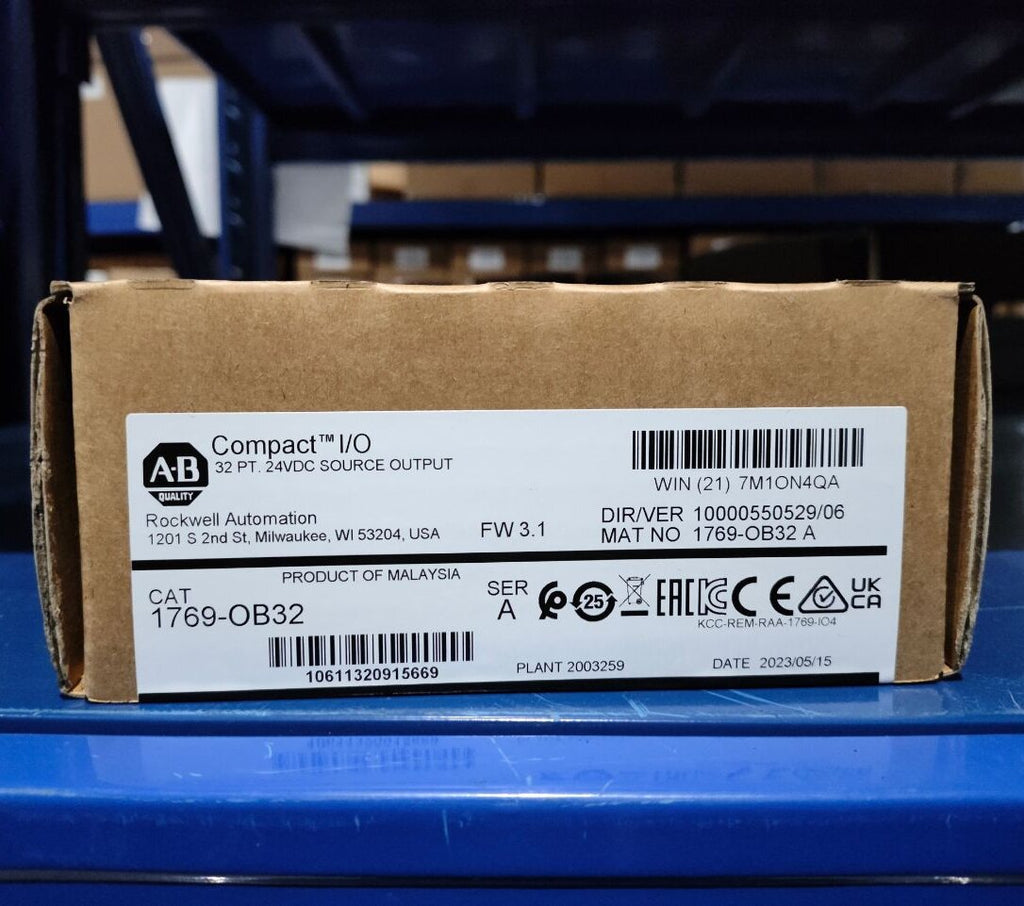 A-B
QUALITY
Compact™ I/O
32 PT. 24VDC SOURCE OUTPUT
WIN (21) 7M1ON4QA
Rockwell Automation
1201 S 2nd St, Milwaukee, WI 53204, USA
FW 3.1
DIR/VER 10000550529/06
MAT NO 1769-OB32 A
PRODUCT OF MALAYSIA
CAT
1769-OB32
SER
A
25
EAC
KC
CE
UK
CA
KCC-REM-RAA-1769-IO4
10611320915669
PLANT 2003259
DATE 2023/05/15